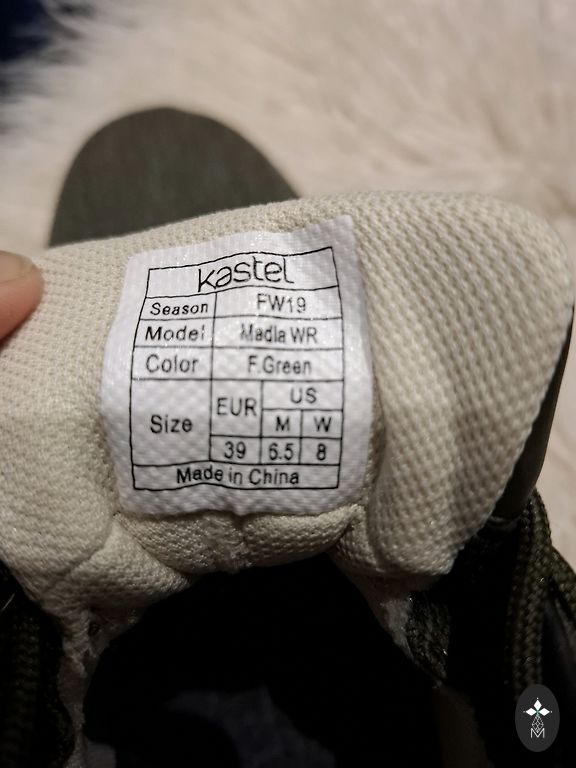 kastel
Season FW19
Model Madla WR
Color F.Green
Size EUR US
M W
39 6.5 8
Made in China
M